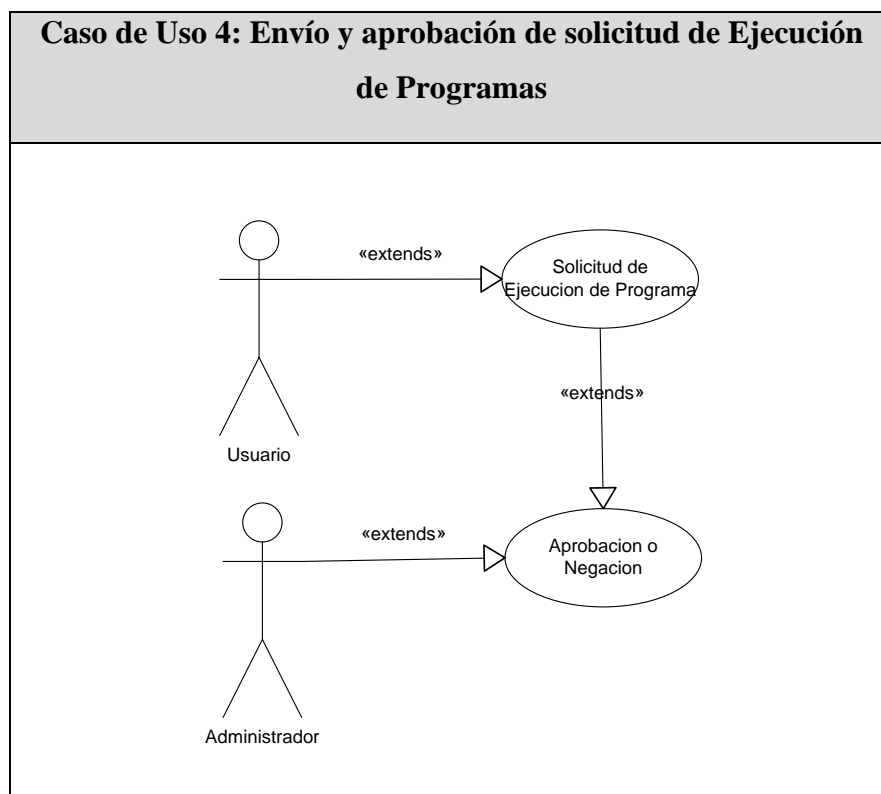 Caso de Uso 4: Envío y aprobación de solicitud de Ejecución
de Programas
«extends»
Solicitud de
Ejecucion de Programa
«extends»
Usuario
«extends»
Aprobacion o
Negacion
Administrador